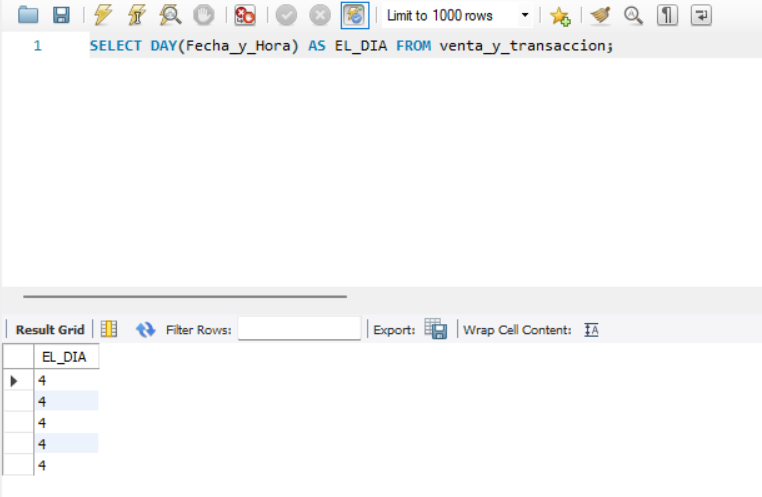 Limit to 1000 rows
1 SELECT DAY(Fecha_y_Hora) AS EL_DIA FROM venta_y_transaccion;
Result Grid Filter Rows: Export: Wrap Cell Content: IA
EL_DIA
4
4
4
4
4